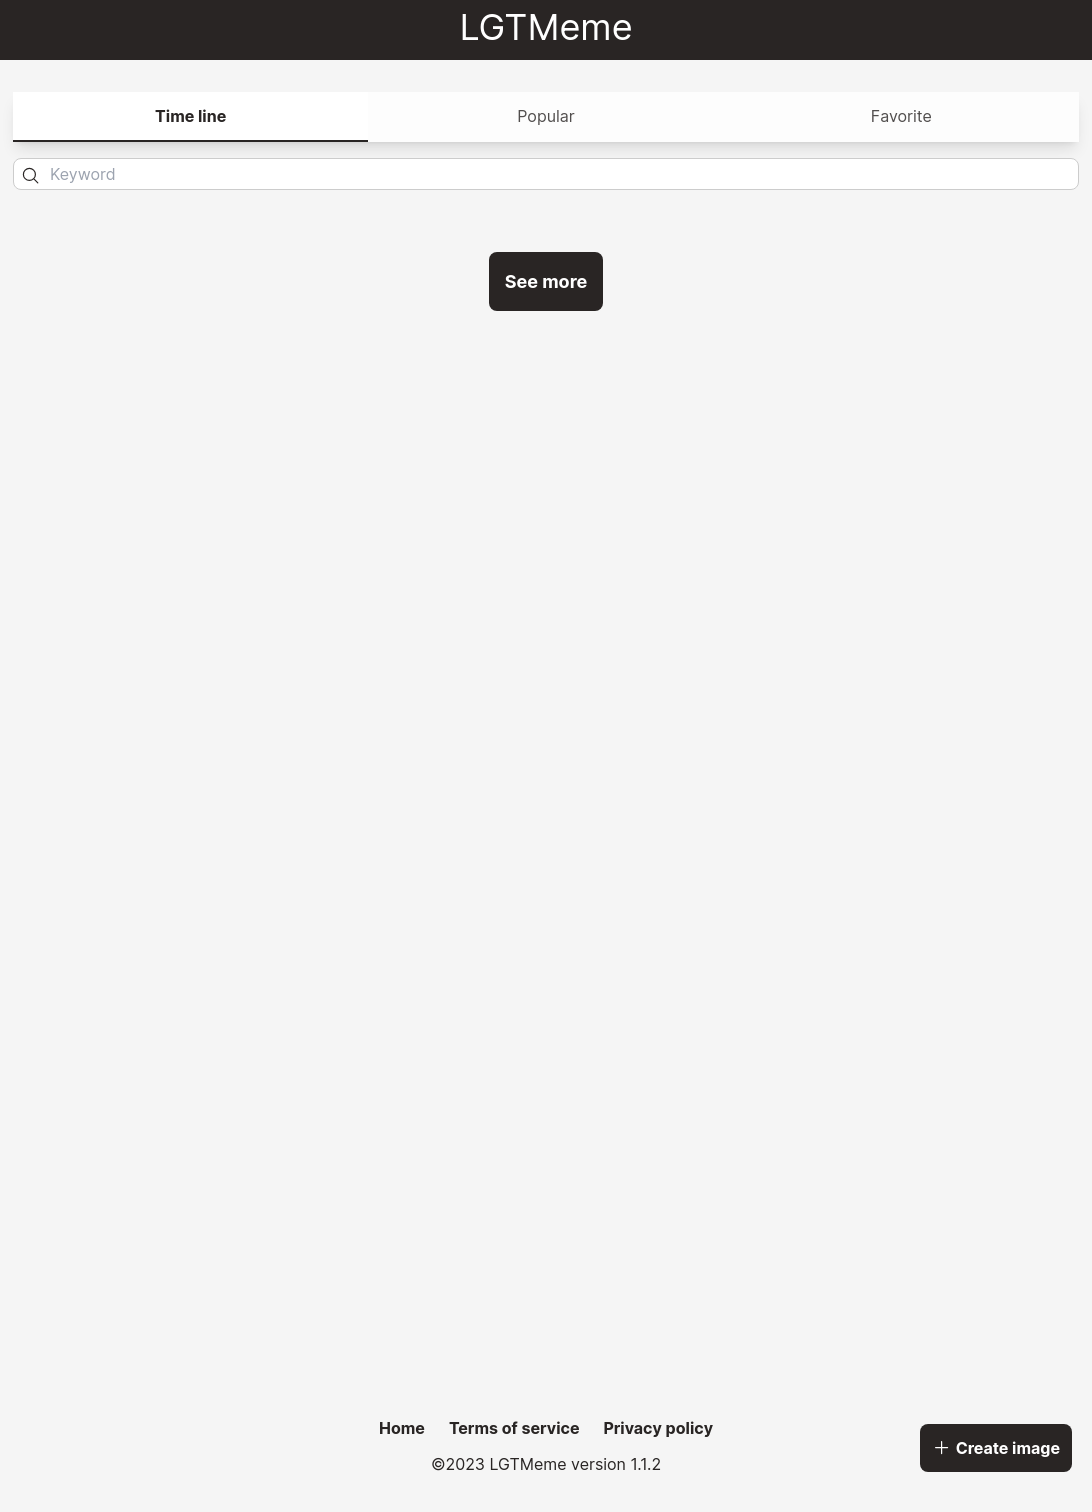 LGTMeme
Time line
Popular
Favorite
Keyword
See more
Home Terms of service Privacy policy
©2023 LGTMeme version 1.1.2
Create image